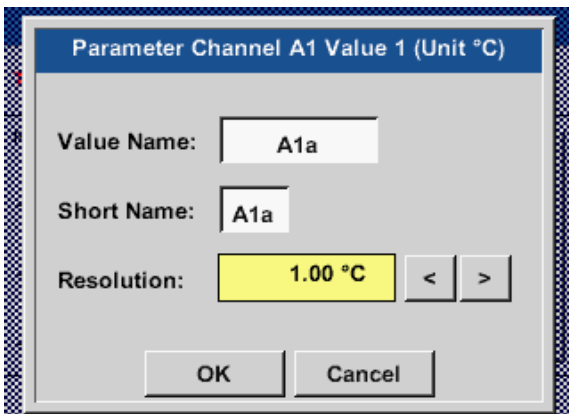 Parameter Channel A1 Value 1 (Unit °C)
Value Name: A1a
Short Name: A1a
Resolution: 1.00 °C < >
OK Cancel